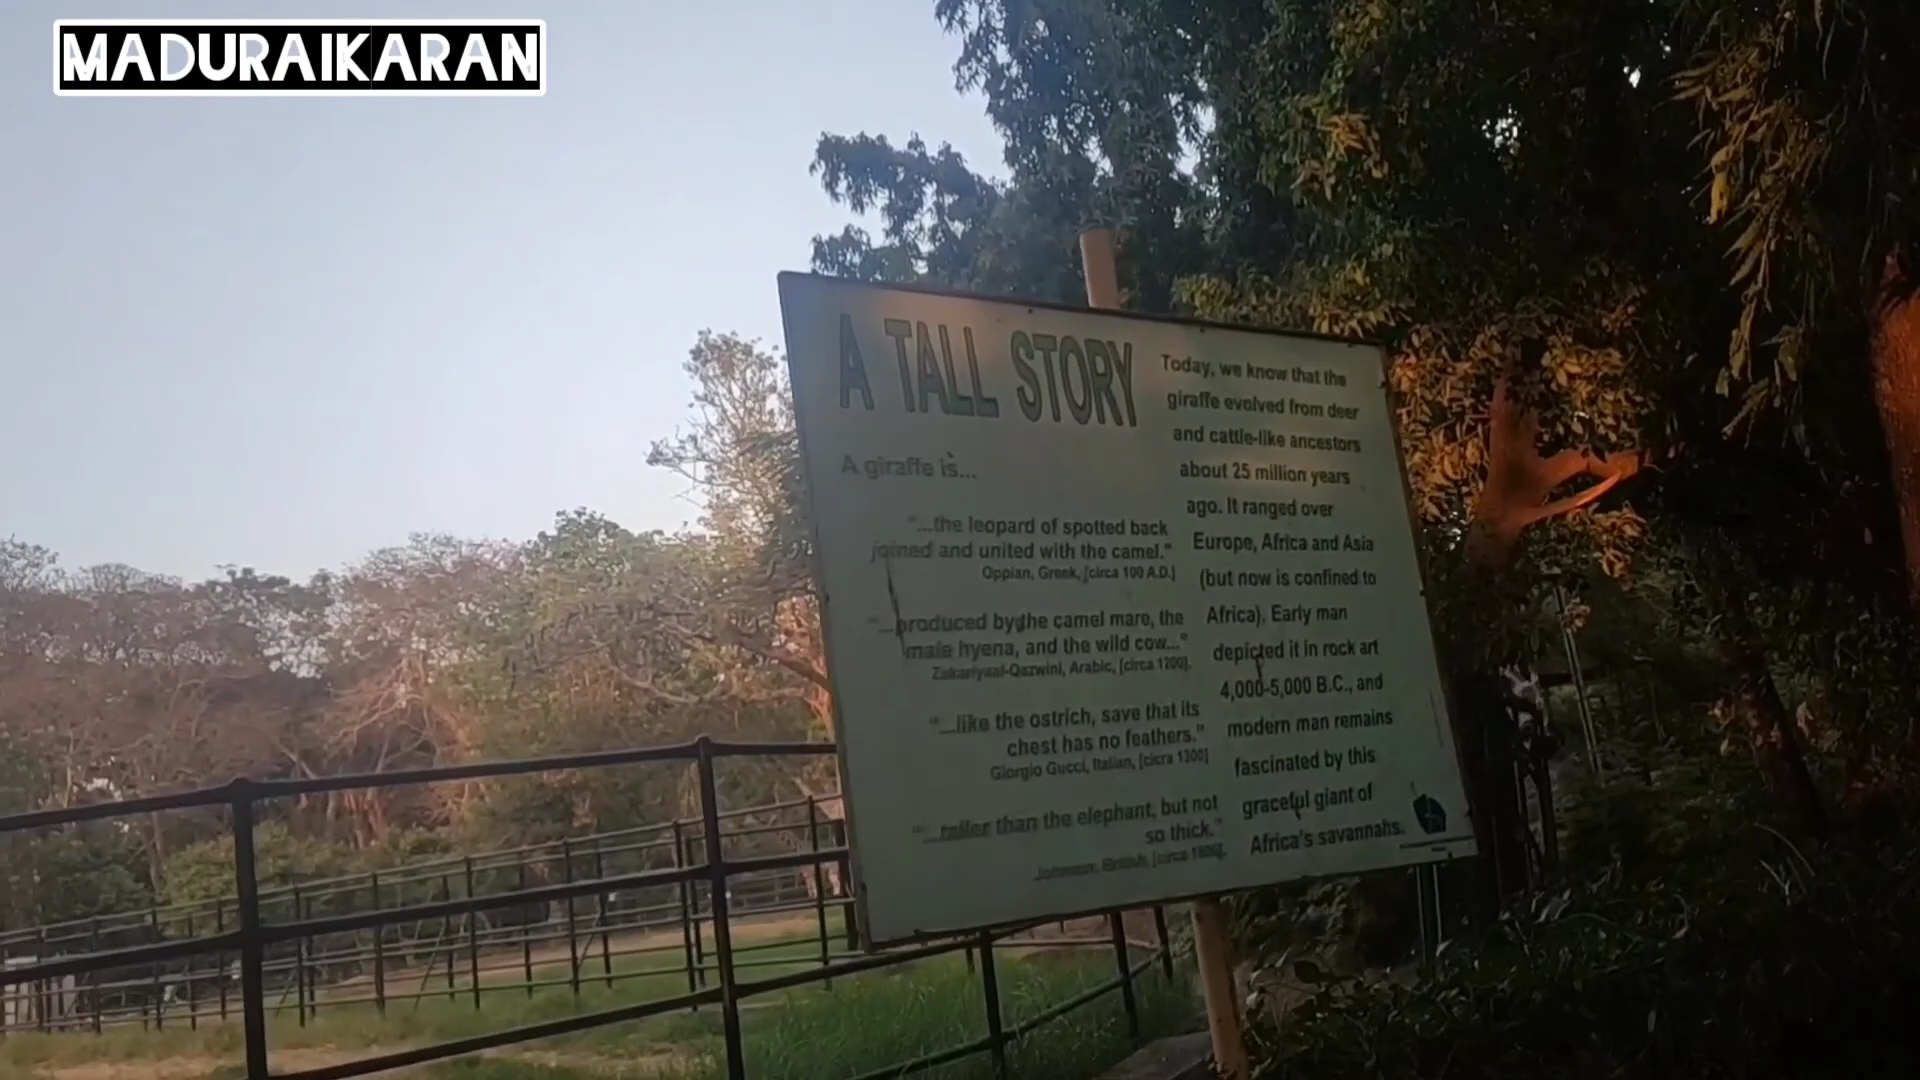 MADURAIKARAN
A TALL STORY
A giraffe is...
"...the leopard of spotted back
joined and united with the camel."
Oppian, Greek, [circa 100 A.D.]
"...produced by the camel mare, the
male hyena, and the wild cow..."
Zakariyaal-Qazwini, Arabic, [circa 1200].
"...like the ostrich, save that its
chest has no feathers."
Giorgio Gucci, Italian, [cicra 1300]
"...taller than the elephant, but not
so thick."
Johnson, British, [circa
Today, we know that the
giraffe evolved from deer
and cattle-like ancestors
about 25 million years
ago. It ranged over
Europe, Africa and Asia
(but now is confined to
Africa). Early man
depicted it in rock art
4,000-5,000 B.C., and
modern man remains
fascinated by this
graceful giant of
Africa's savannahs.